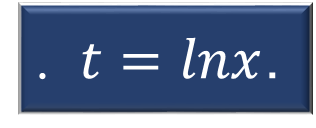 . t = lnx.